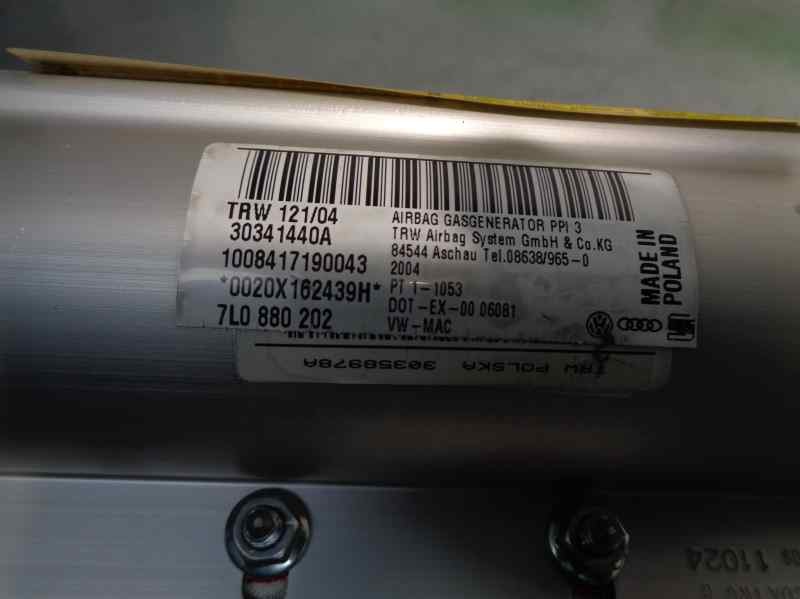 TRW 121/04
30341440A
1008417190043
*0020X162439H*
7L0 880 202
AIRBAG GASGENERATOR PPI 3
TRW Airbag System GmbH & Co.KG
84544 Aschau Tel.08638/965-0
2004
PT 1-1053
DOT-EX-00 06081
VW-MAC
MADE IN
POLAND
TRW POLSKA 30358978A
11024